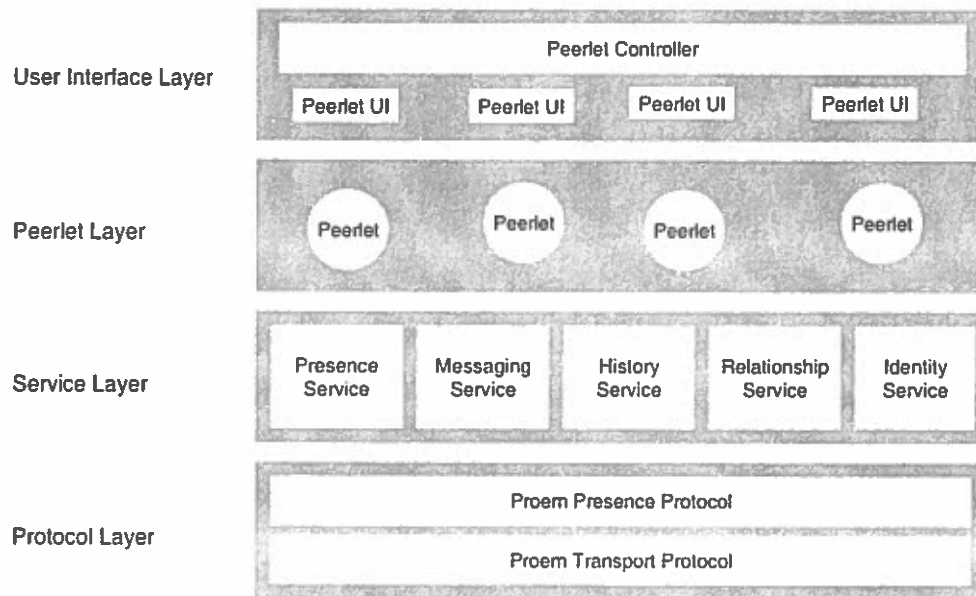 Peerlet Controller
User Interface Layer
Peerlet UI
Peerlet UI
Peerlet UI
Peerlet UI
Peerlet Layer
Peerlet
Peerlet
Peerlet
Peerlet
Service Layer
Presence
Service
Messaging
Service
History
Service
Relationship
Service
Identity
Service
Protocol Layer
Proem Presence Protocol
Proem Transport Protocol